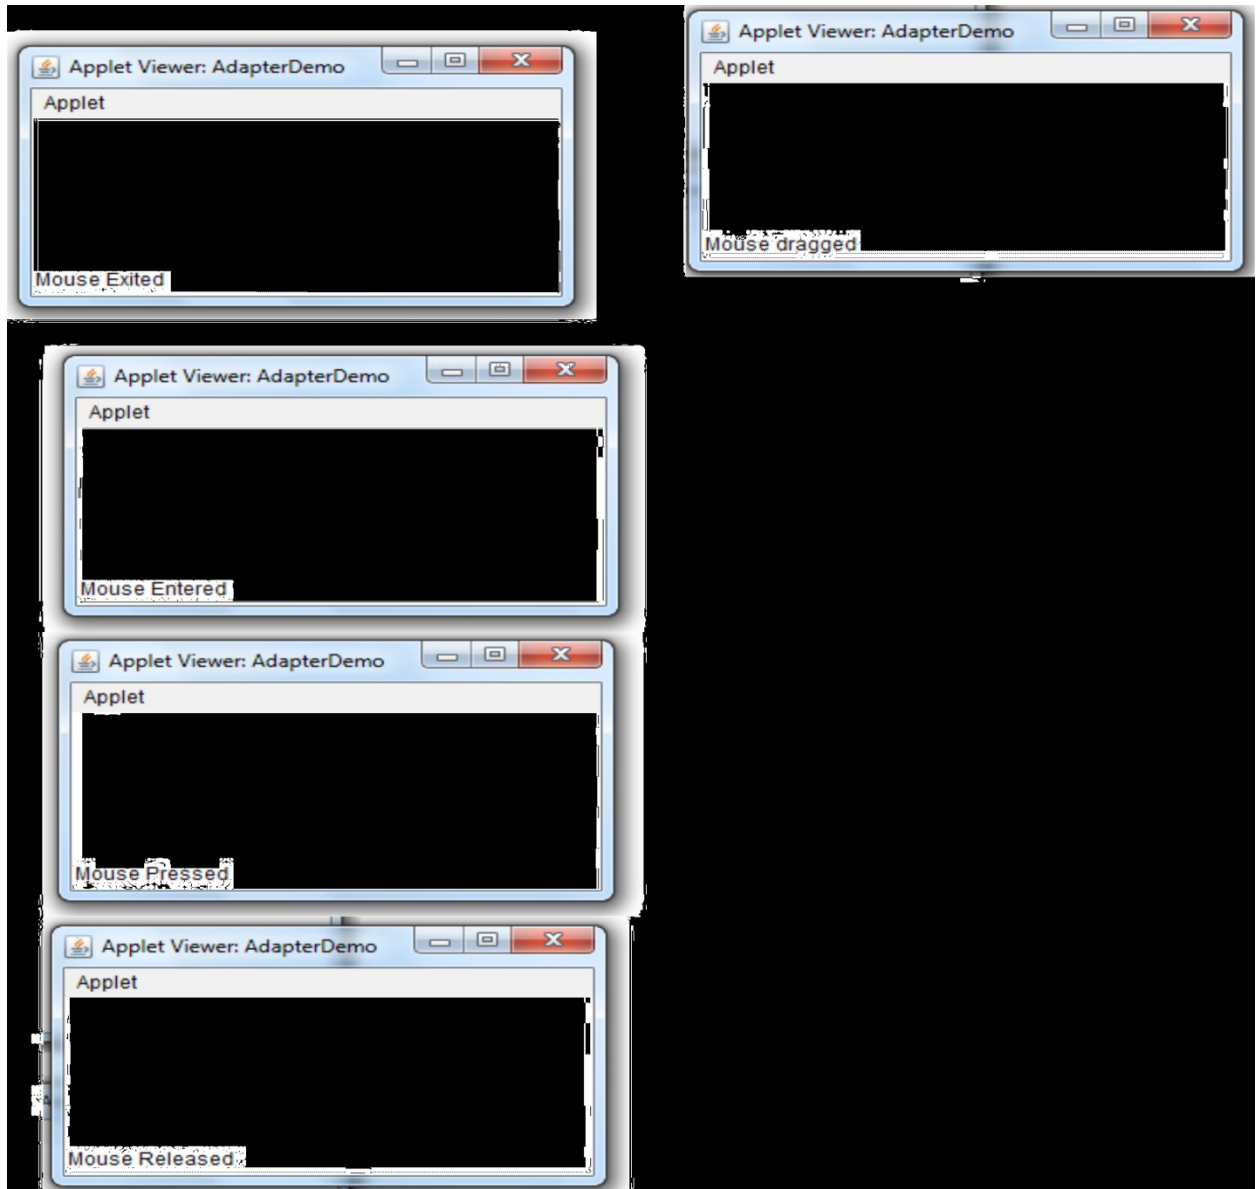 Applet Viewer: AdapterDemo
Applet
Mouse Exited
Applet Viewer: AdapterDemo
Applet
Mouse dragged
Applet Viewer: AdapterDemo
Applet
Mouse Entered
Applet Viewer: AdapterDemo
Applet
Mouse Pressed
Applet Viewer: AdapterDemo
Applet
Mouse Released